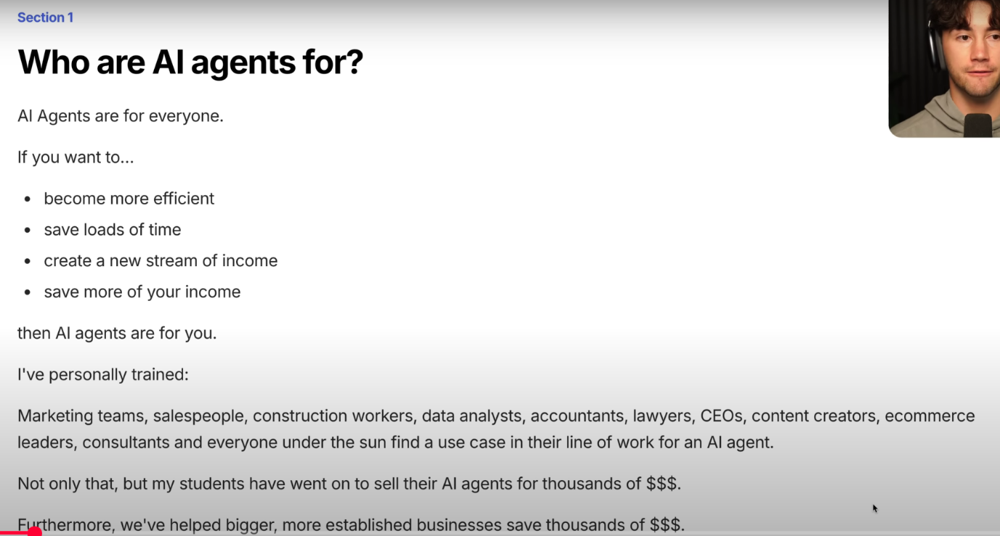 Section 1
Who are AI agents for?
AI Agents are for everyone.
If you want to...
• become more efficient
• save loads of time
• create a new stream of income
• save more of your income
then AI agents are for you.
I've personally trained:
Marketing teams, salespeople, construction workers, data analysts, accountants, lawyers, CEOs, content creators, ecommerce
leaders, consultants and everyone under the sun find a use case in their line of work for an AI agent.
Not only that, but my students have went on to sell their AI agents for thousands of $$$.
Furthermore, we've helped bigger, more established businesses save thousands of $$$.